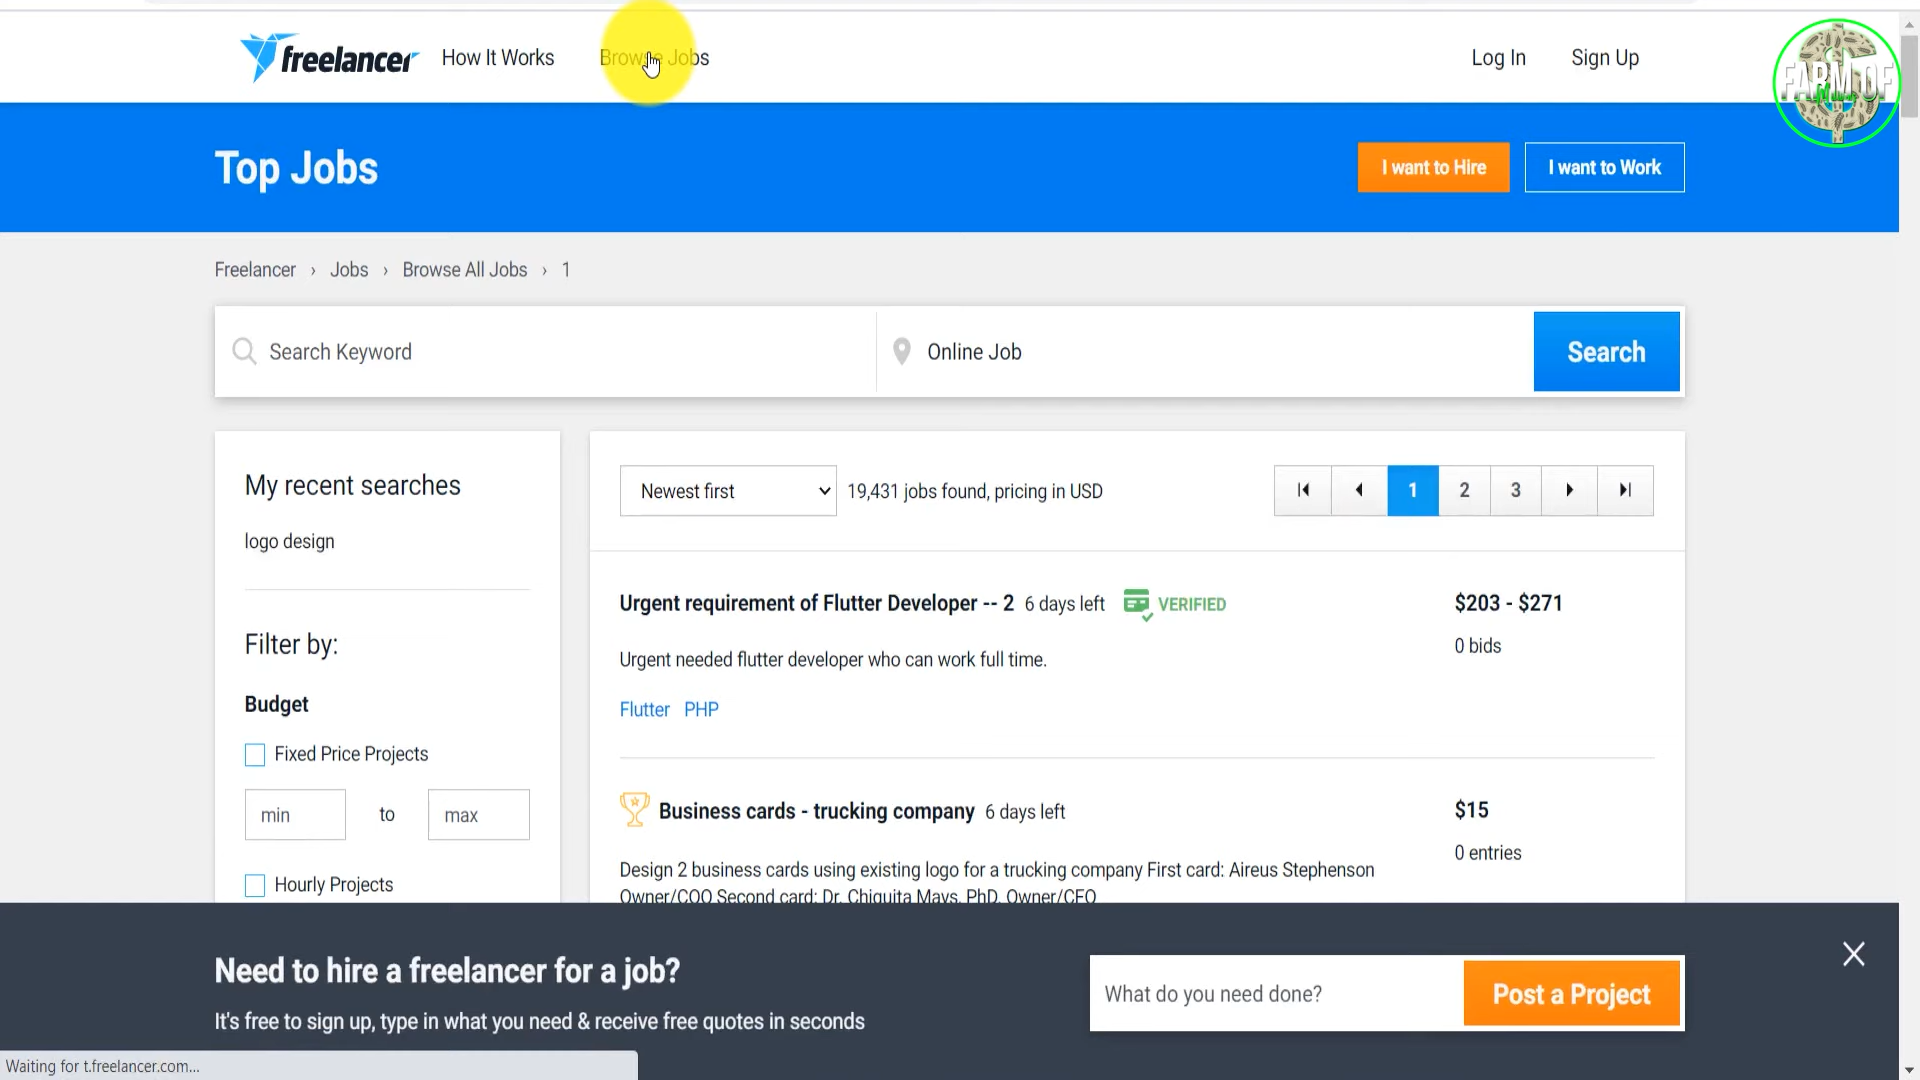 freelancer How It Works Browse Jobs Log In Sign Up
FARM OF
Top Jobs I want to Hire I want to Work
Freelancer › Jobs › Browse All Jobs › 1
Search Keyword Online Job Search
My recent searches
logo design
Filter by:
Budget
Fixed Price Projects
min to max
Hourly Projects
Newest first 19,431 jobs found, pricing in USD 1 2 3
Urgent requirement of Flutter Developer -- 2 6 days left VERIFIED $203 - $271
0 bids
Urgent needed flutter developer who can work full time.
Flutter PHP
Business cards - trucking company 6 days left $15
0 entries
Design 2 business cards using existing logo for a trucking company First card: Aireus Stephenson
Owner/COO Second card: Dr. Chiquita Mays, PhD, Owner/CEO
Need to hire a freelancer for a job?
It's free to sign up, type in what you need & receive free quotes in seconds
What do you need done? Post a Project
Waiting for t.freelancer.com...